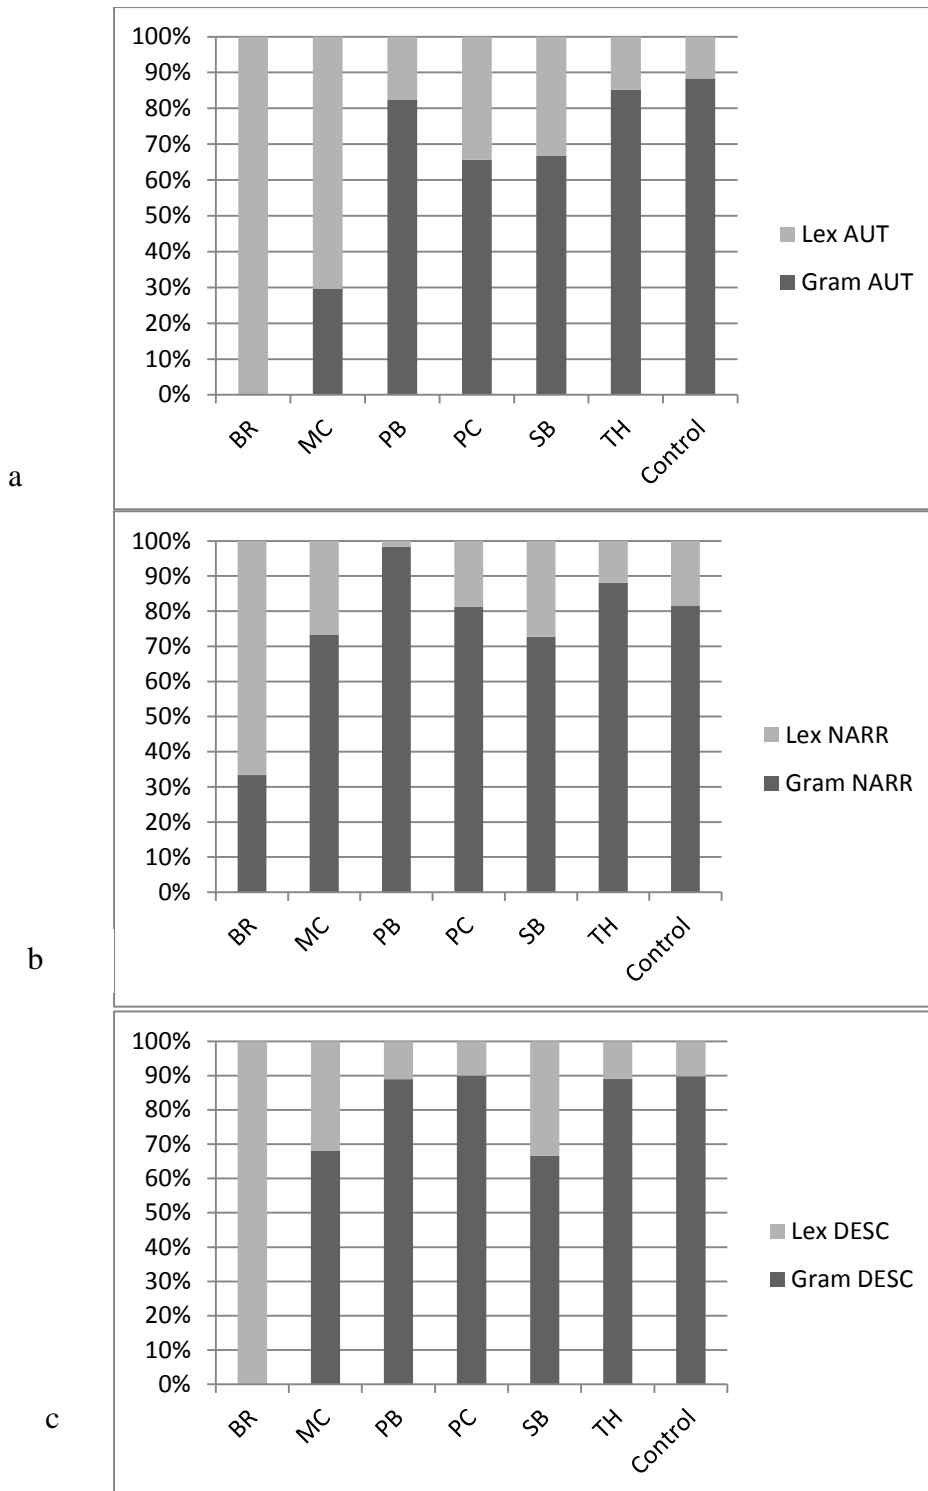 100%
90%
80%
70%
60%
50%
40%
30%
20%
10%
0%
BR MC PB PC SB TH Control
Lex AUT
Gram AUT
a
100%
90%
80%
70%
60%
50%
40%
30%
20%
10%
0%
BR MC PB PC SB TH Control
Lex NARR
Gram NARR
b
100%
90%
80%
70%
60%
50%
40%
30%
20%
10%
0%
BR MC PB PC SB TH Control
Lex DESC
Gram DESC
c